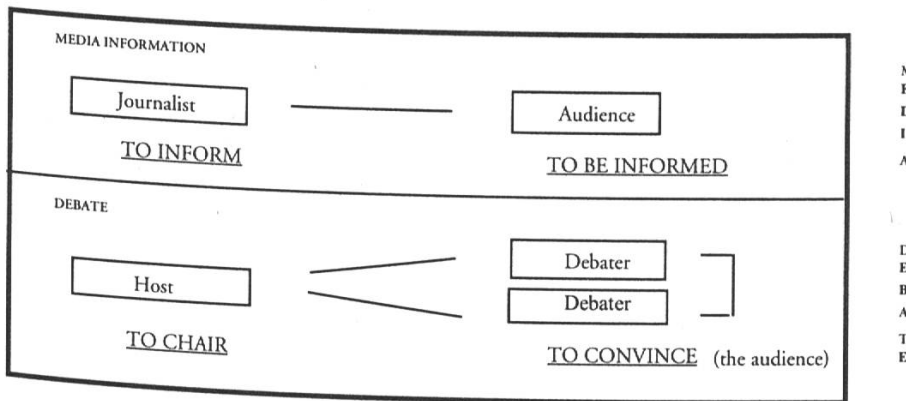 MEDIA INFORMATION
Journalist
Audience
TO INFORM
TO BE INFORMED
DEBATE
Host
Debater
Debater
TO CHAIR
TO CONVINCE (the audience)